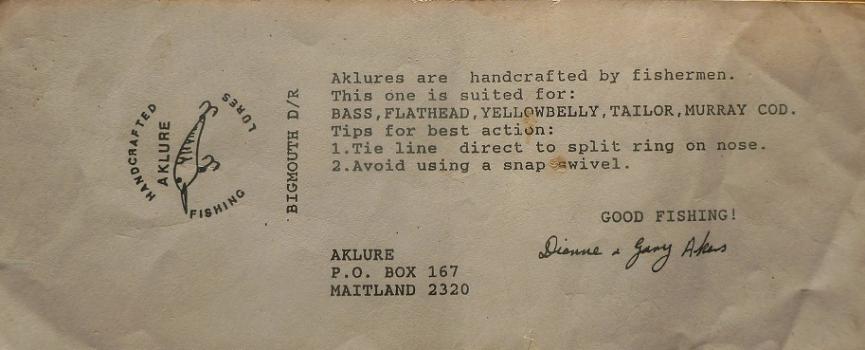 HANDCRAFTED
LURES
AKLURE
FISHING
BIGMOUTH D/R
Aklures are handcrafted by fishermen.
This one is suited for:
BASS,FLATHEAD,YELLOWBELLY,TAILOR,MURRAY COD.
Tips for best action:
1.Tie line direct to split ring on nose.
2.Avoid using a snap swivel.
GOOD FISHING!
Dianne & Gary Akers
AKLURE
P.O. BOX 167
MAITLAND 2320